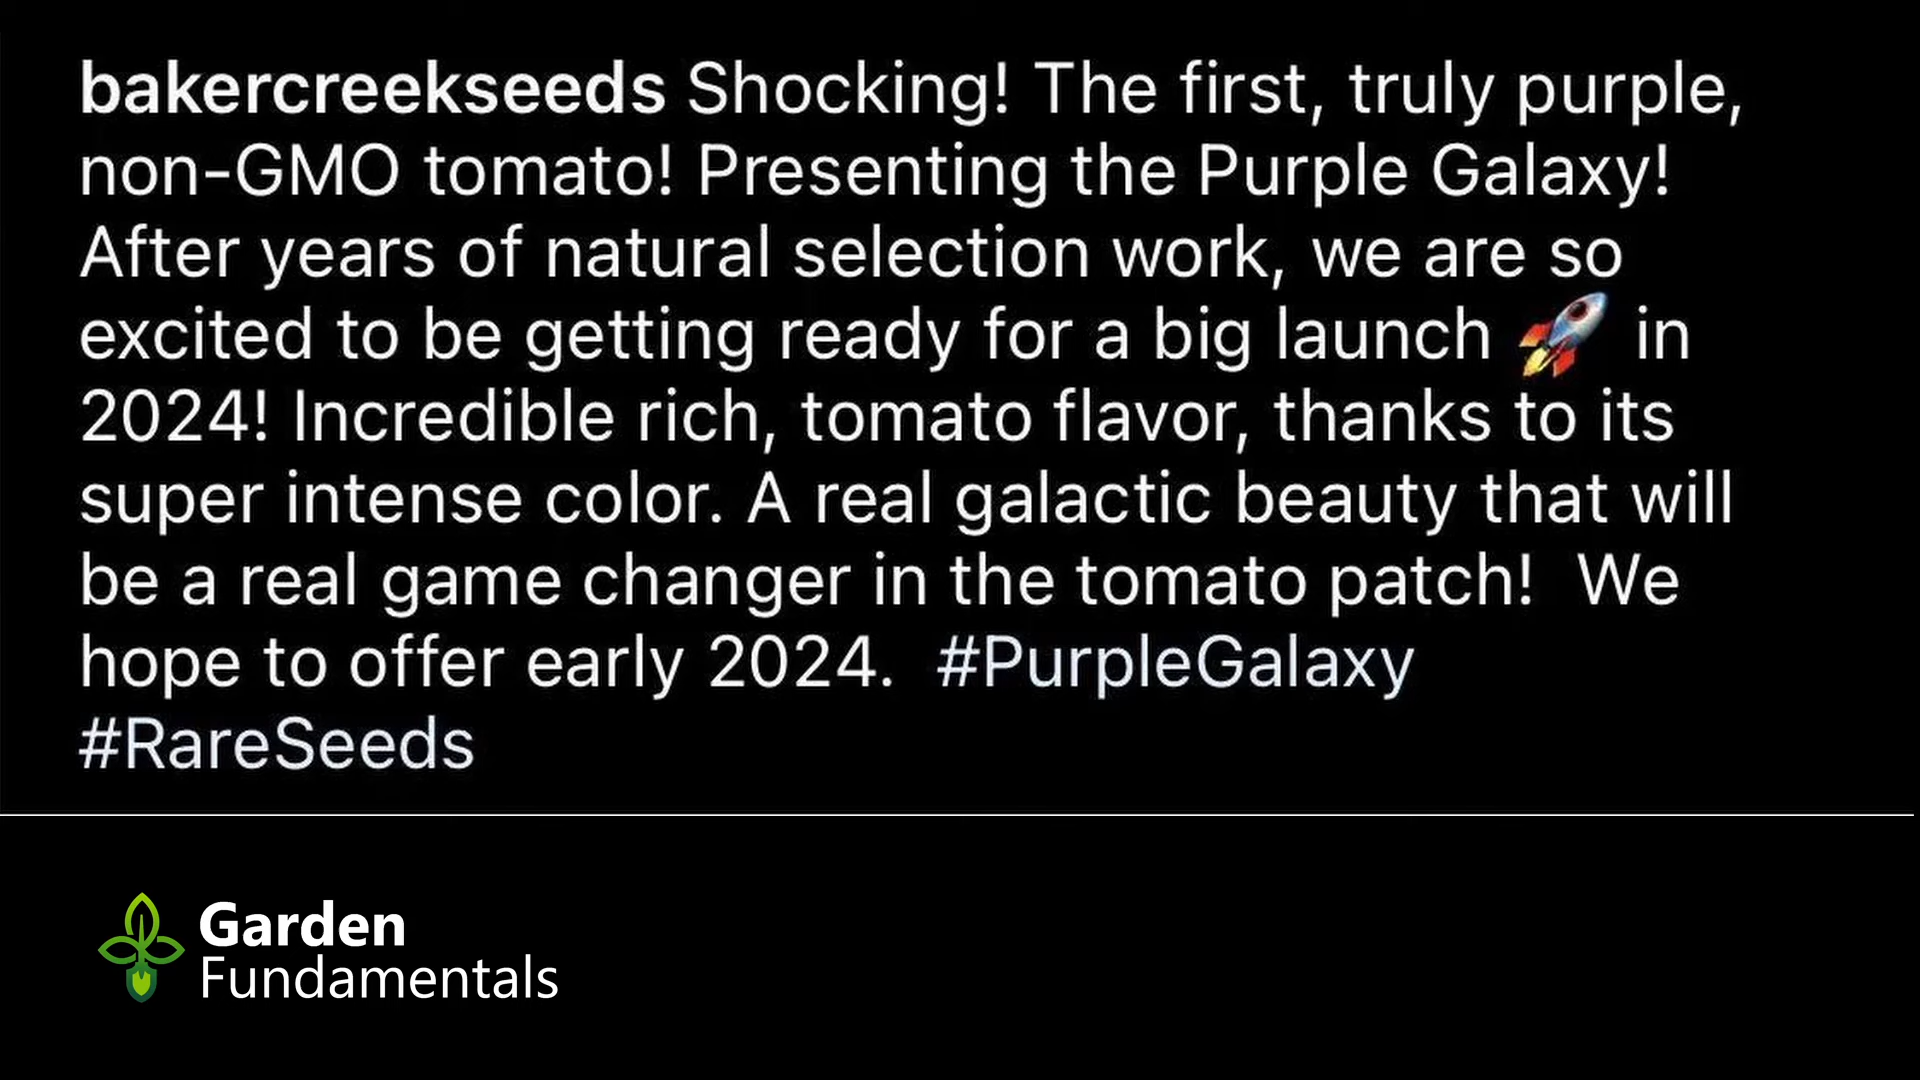 bakercreekseeds Shocking! The first, truly purple,
non-GMO tomato! Presenting the Purple Galaxy!
After years of natural selection work, we are so
excited to be getting ready for a big launch 🚀 in
2024! Incredible rich, tomato flavor, thanks to its
super intense color. A real galactic beauty that will
be a real game changer in the tomato patch!  We
hope to offer early 2024.  #PurpleGalaxy
#RareSeeds
Garden
Fundamentals